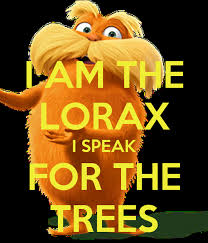 I AM THE
LORAX
I SPEAK
FOR THE
TREES